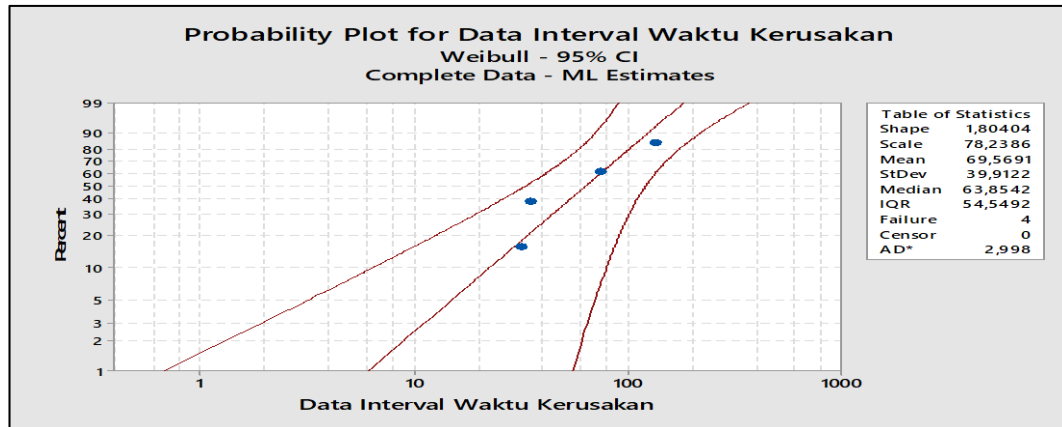 Probability Plot for Data Interval Waktu Kerusakan
Weibull - 95% CI
Complete Data - ML Estimates
Percent
99
90
80
70
60
50
40
30
20
10
5
3
2
1
1
10
100
1000
Data Interval Waktu Kerusakan
Table of Statistics
Shape 1,80404
Scale 78,2386
Mean 69,5691
StDev 39,9122
Median 63,8542
IQR 54,5492
Failure 4
Censor 0
AD* 2,998